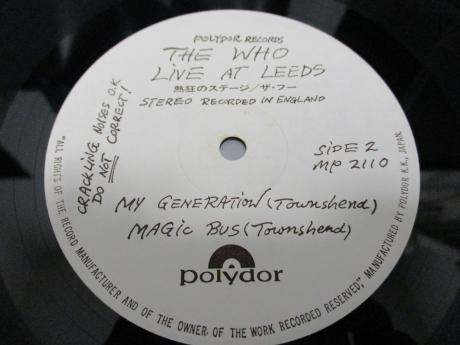 POLYDOR RECORDS
THE WHO
LiVE AT LEEDS
熱狂のステージ／ザ・フー
STEREO RECORDED IN ENGLAND
CRACKLING NOISES O.K.
DO NOT CORRECT!
SiDE 2
MP 2110
MY GENERATION (Townshend)
MAGIC BUS (Townshend)
polydor
"ALL RIGHTS OF THE RECORD MANUFACTURER AND OF THE OWNER OF THE WORK RECORDED RESERVED," MANUFACTURED BY POLYDOR K.K., JAPAN.